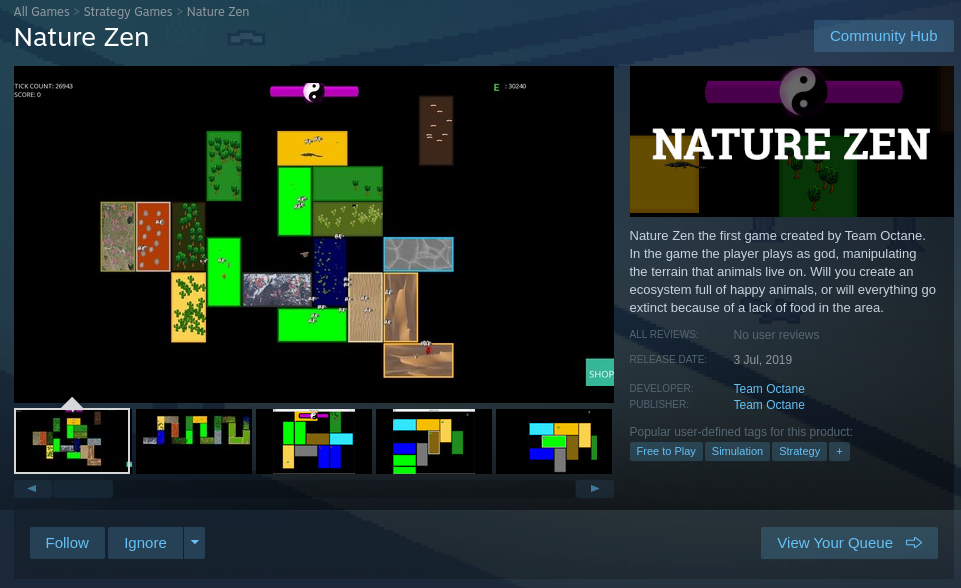 All Games > Strategy Games > Nature Zen
Nature Zen
Community Hub
TICK COUNT: 26943
SCORE: 0
E : 30240
SHOP
NATURE ZEN
Nature Zen the first game created by Team Octane.
In the game the player plays as god, manipulating
the terrain that animals live on. Will you create an
ecosystem full of happy animals, or will everything go
extinct because of a lack of food in the area.
ALL REVIEWS: No user reviews
RELEASE DATE: 3 Jul, 2019
DEVELOPER: Team Octane
PUBLISHER: Team Octane
Popular user-defined tags for this product:
Free to Play Simulation Strategy +
Follow Ignore View Your Queue